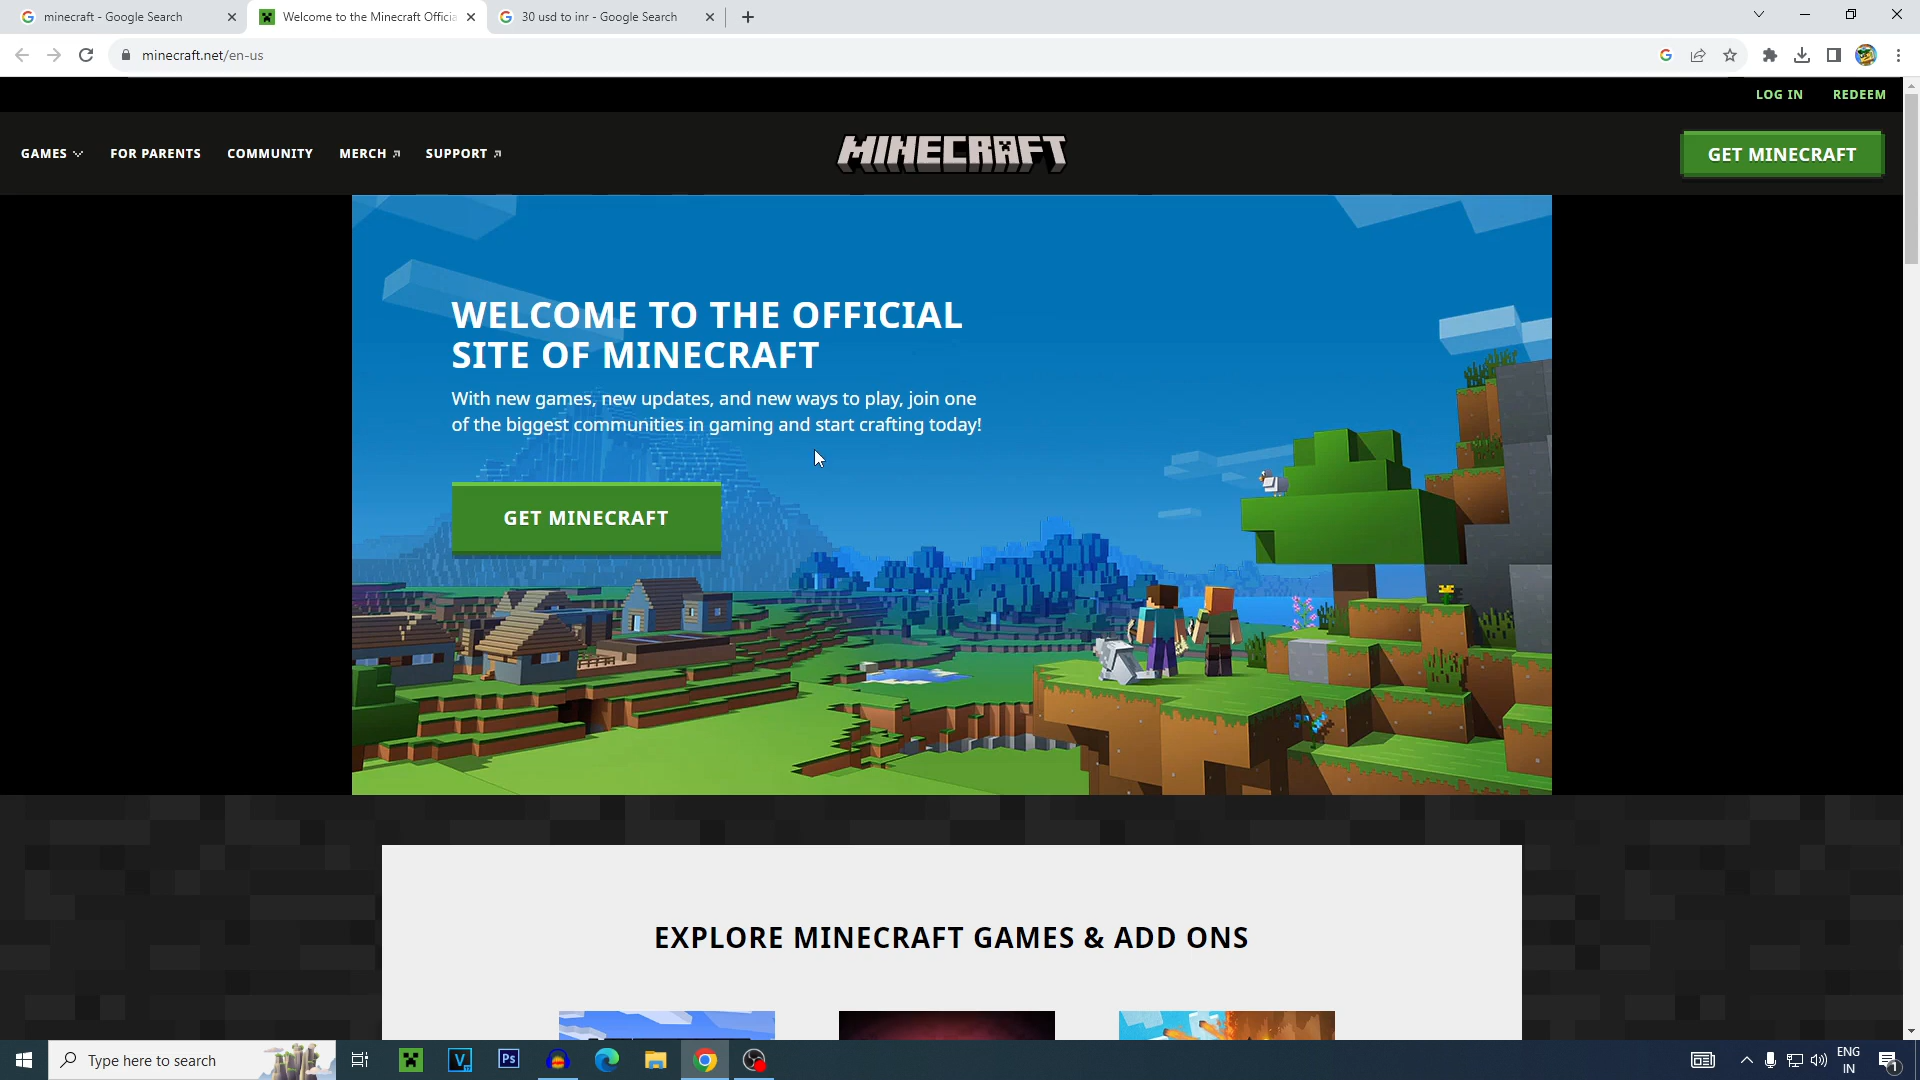 minecraft - Google Search
Welcome to the Minecraft Officia
30 usd to inr - Google Search
minecraft.net/en-us
LOG IN
REDEEM
GAMES
FOR PARENTS
COMMUNITY
MERCH
SUPPORT
MINECRAFT
GET MINECRAFT
WELCOME TO THE OFFICIAL
SITE OF MINECRAFT
With new games, new updates, and new ways to play, join one
of the biggest communities in gaming and start crafting today!
GET MINECRAFT
EXPLORE MINECRAFT GAMES & ADD ONS
Type here to search
Ps
V
ENG
IN
1